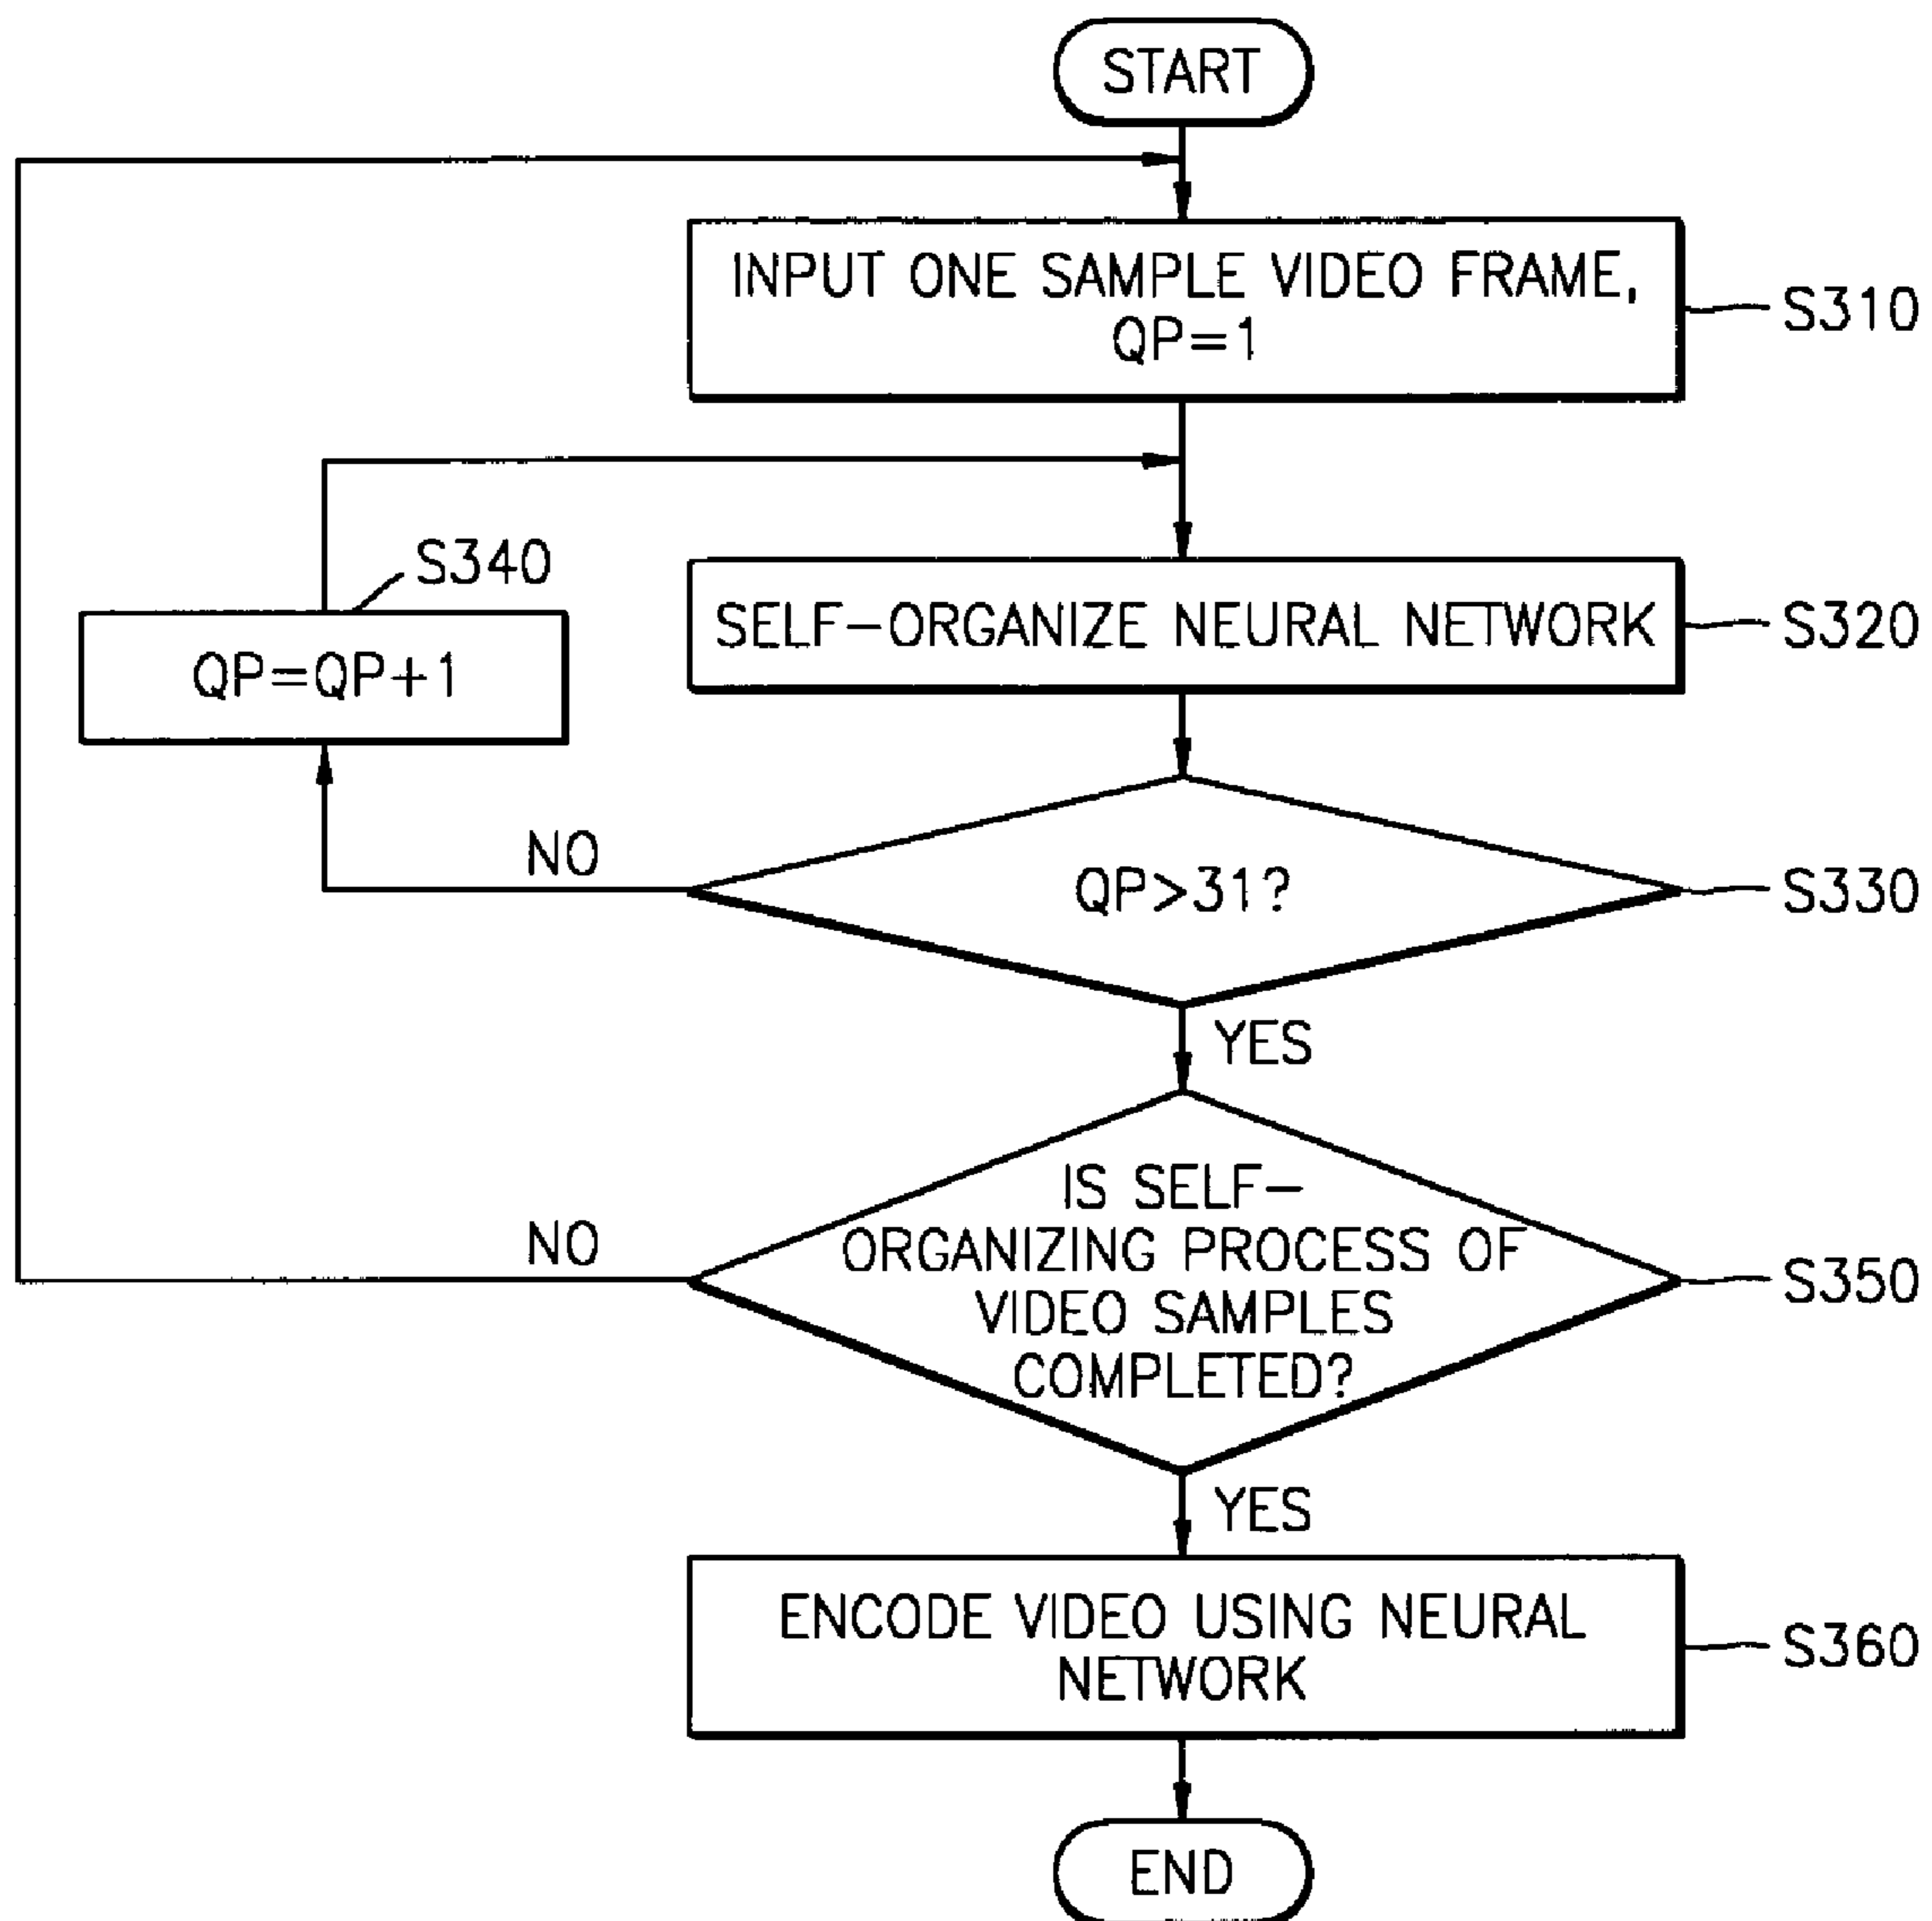 START
INPUT ONE SAMPLE VIDEO FRAME,
QP=1
S310
S340
QP=QP+1
SELF-ORGANIZE NEURAL NETWORK
S320
NO
QP>31?
S330
YES
IS SELF-
ORGANIZING PROCESS OF
VIDEO SAMPLES
COMPLETED?
NO
S350
YES
ENCODE VIDEO USING NEURAL
NETWORK
S360
END